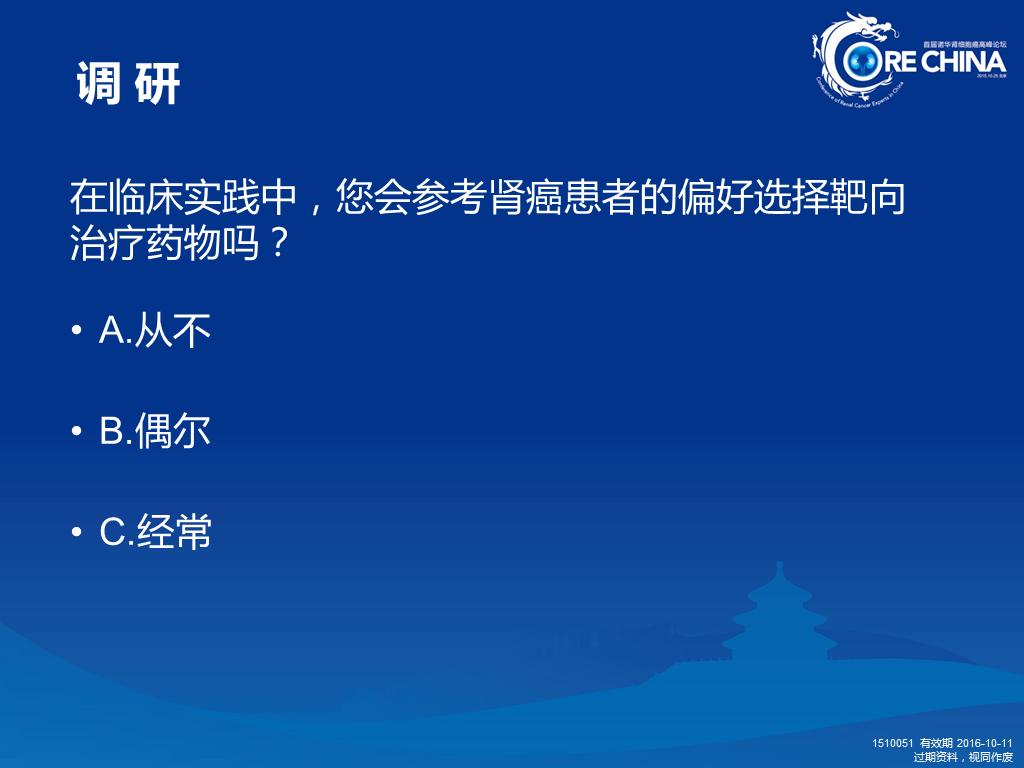 首届诺华肾细胞癌高峰论坛
CORE CHINA
2015.10.25 北京
Conference of Renal Cancer Experts in China
调 研
在临床实践中，您会参考肾癌患者的偏好选择靶向
治疗药物吗？
• A.从不
• B.偶尔
• C.经常
1510051 有效期 2016-10-11
过期资料，视同作废